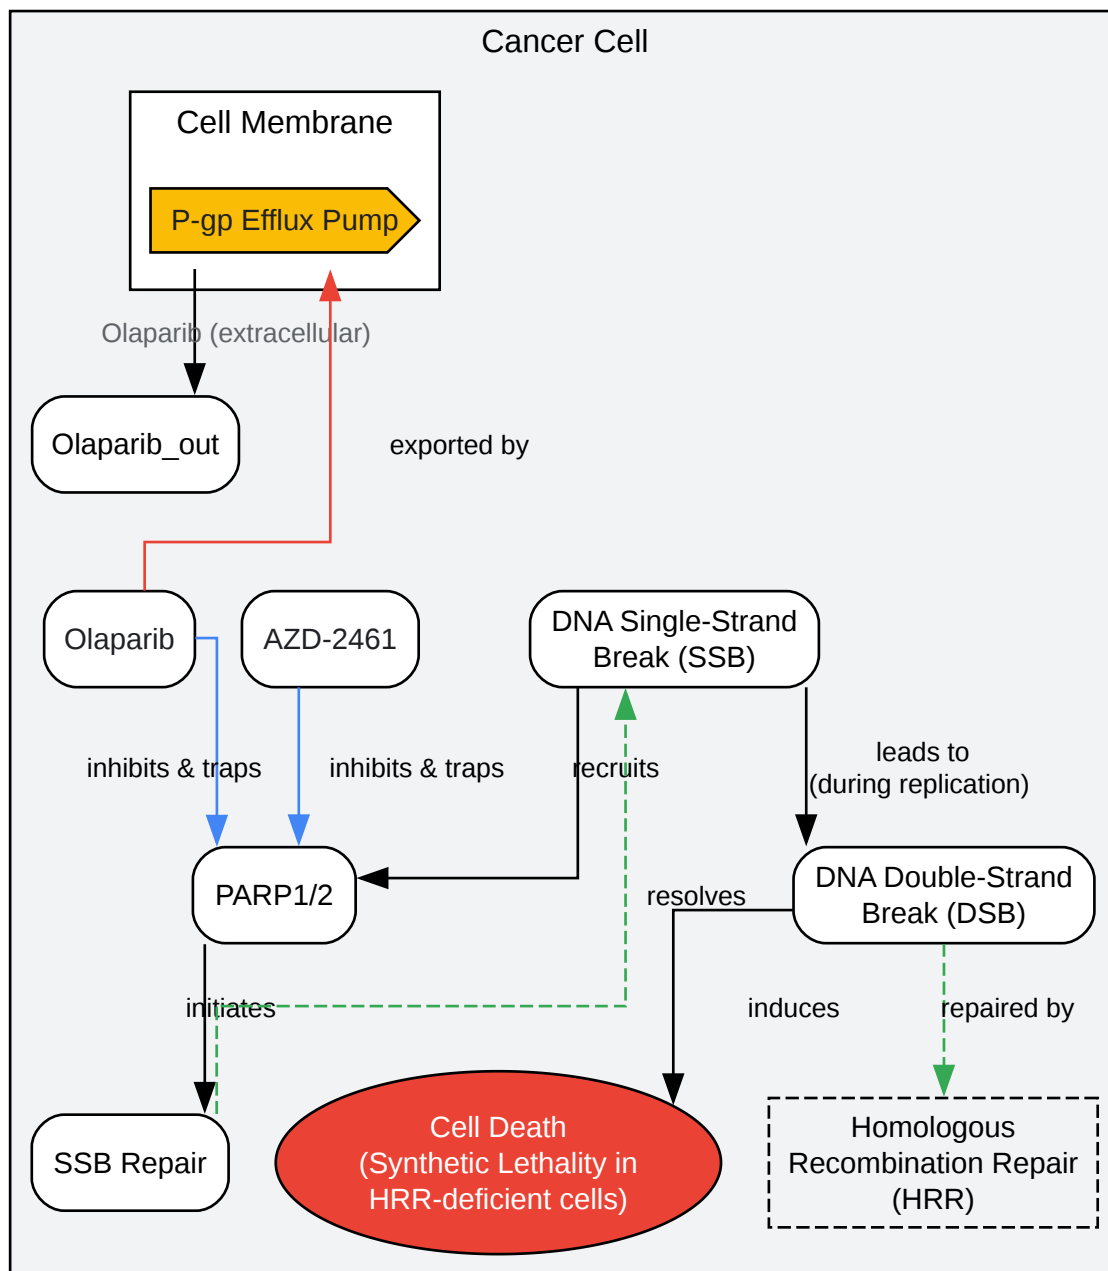 Cancer Cell
Cell Membrane
P-gp Efflux Pump
Olaparib (extracellular)
Olaparib_out
exported by
Olaparib
AZD-2461
DNA Single-Strand
Break (SSB)
inhibits & traps
inhibits & traps
recruits
leads to
(during replication)
PARP1/2
resolves
DNA Double-Strand
Break (DSB)
initiates
induces
repaired by
SSB Repair
Cell Death
(Synthetic Lethality in
HRR-deficient cells)
Homologous
Recombination Repair
(HRR)